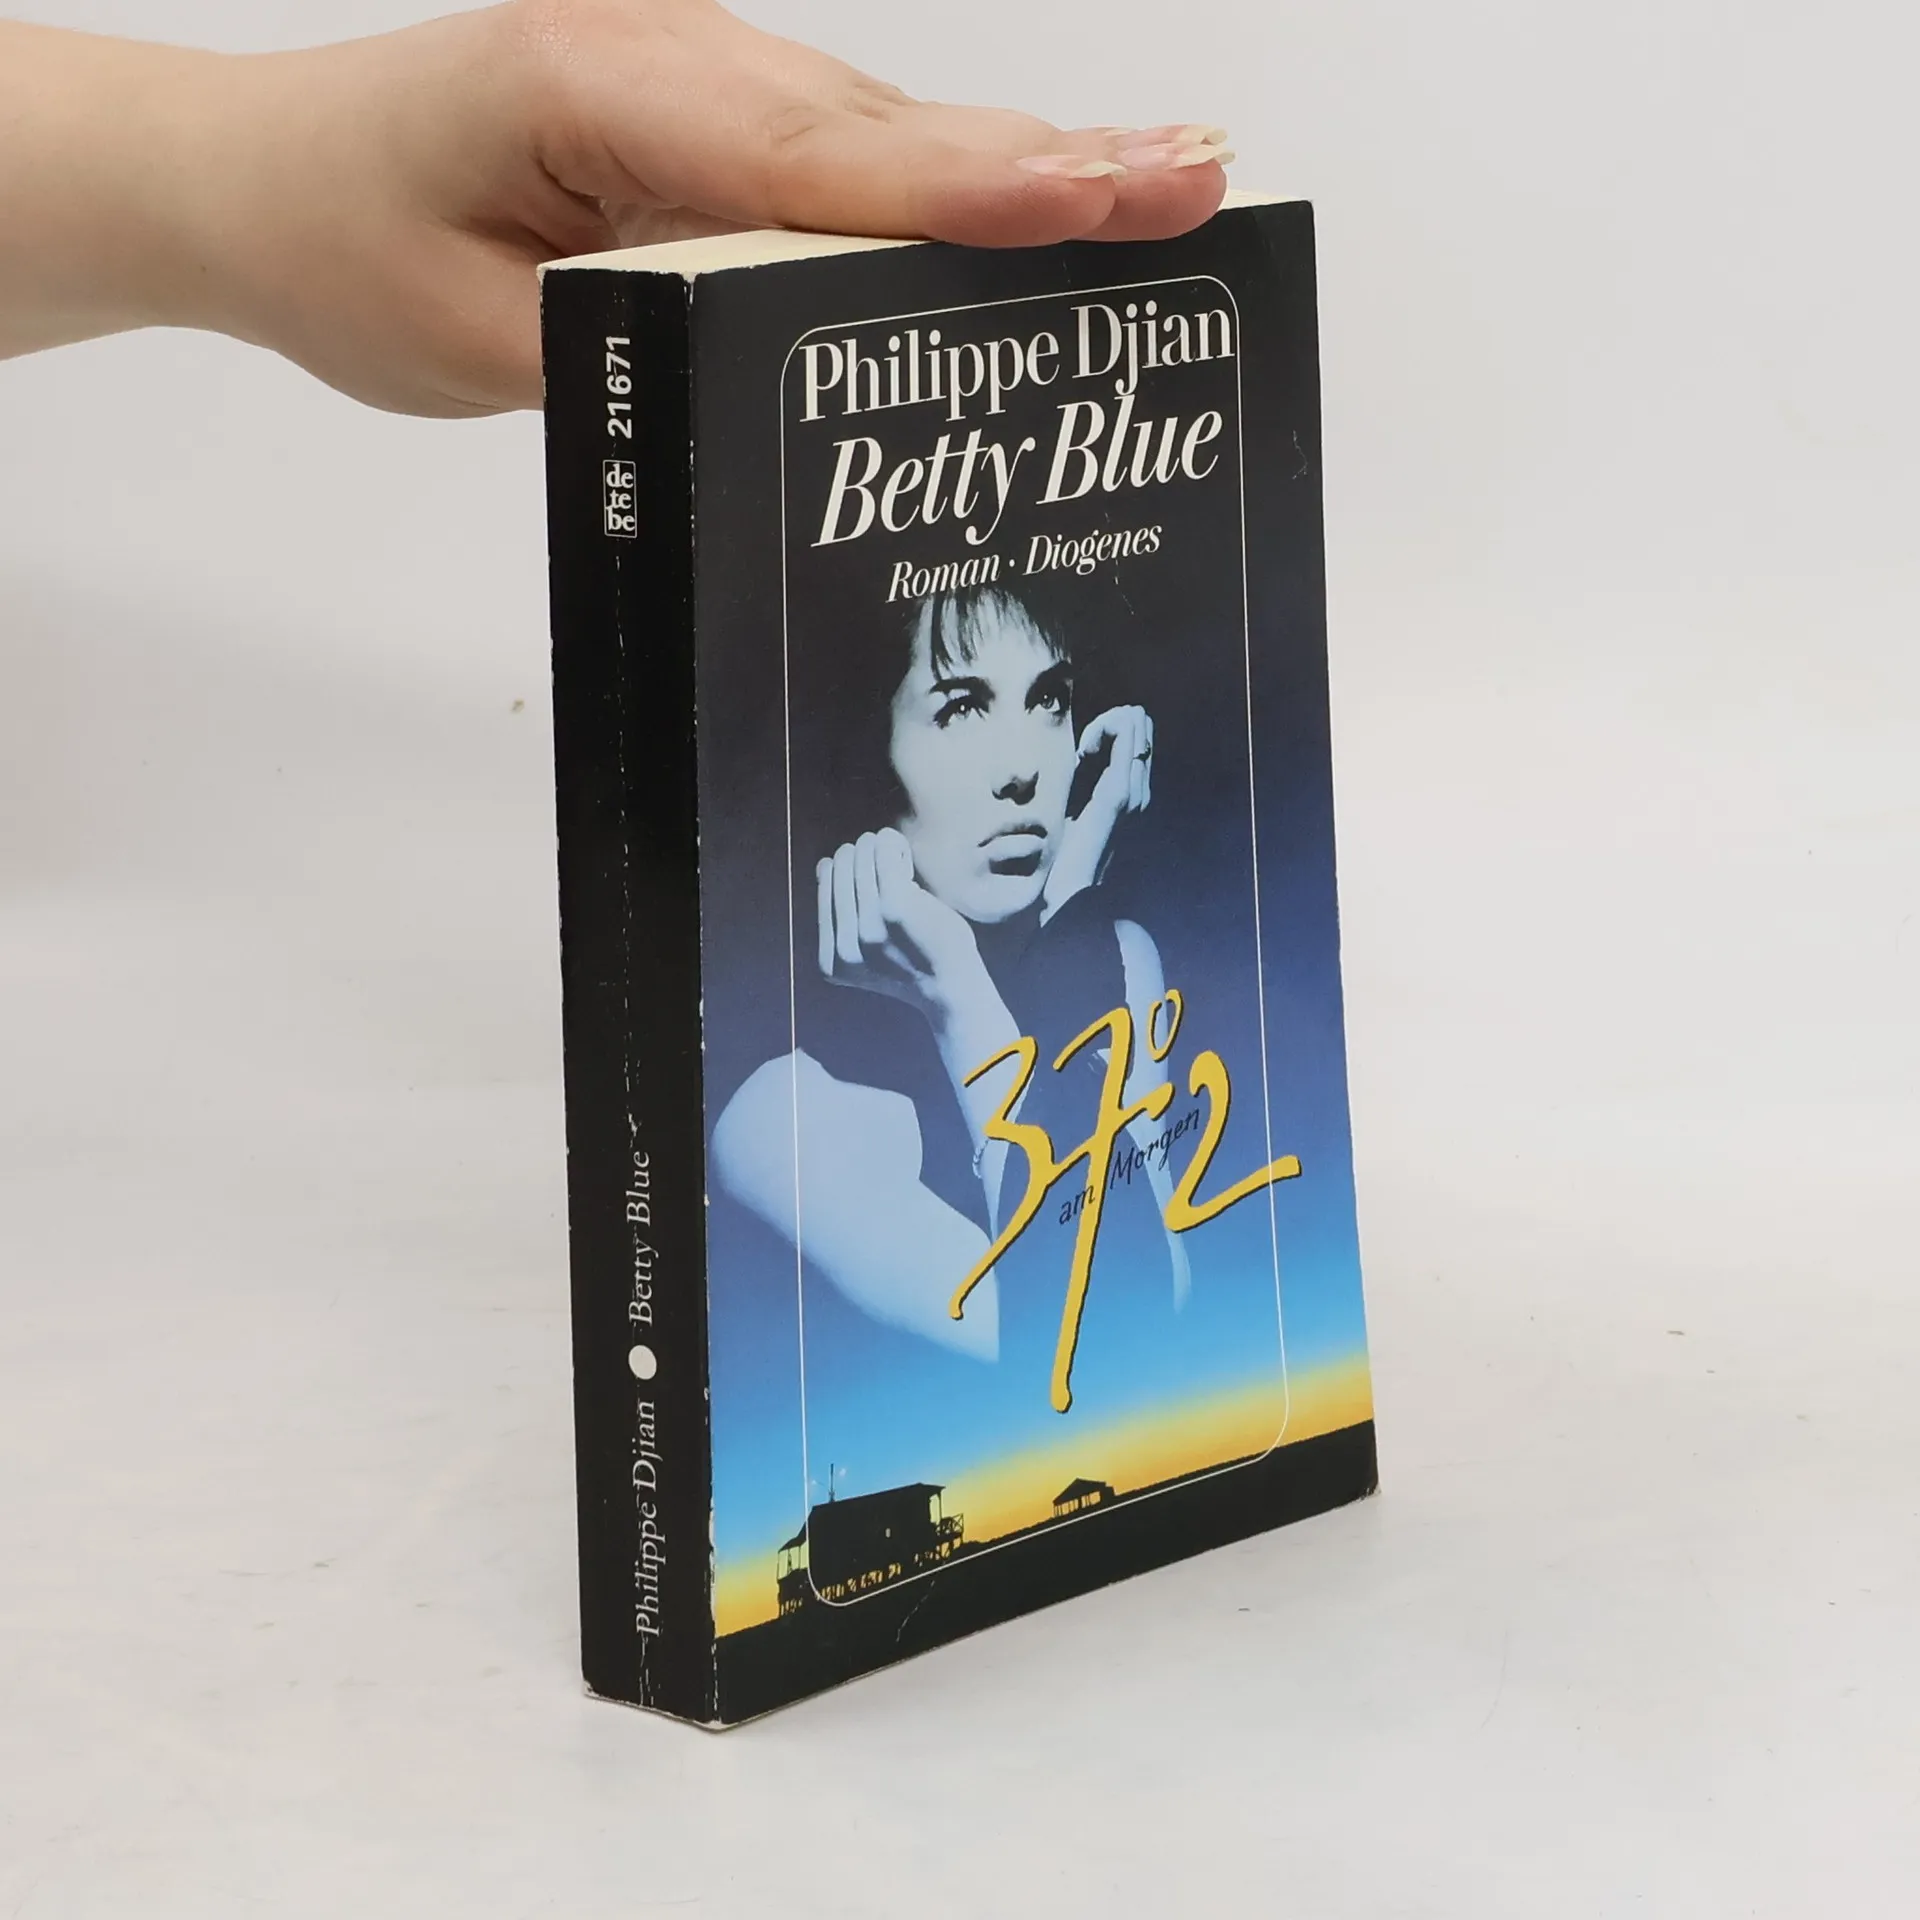 Philippe Djian
Betty Blue
Roman · Diogenes
37°2
am Morgen
Philippe Djian ● Betty Blue
de
te
be
21671